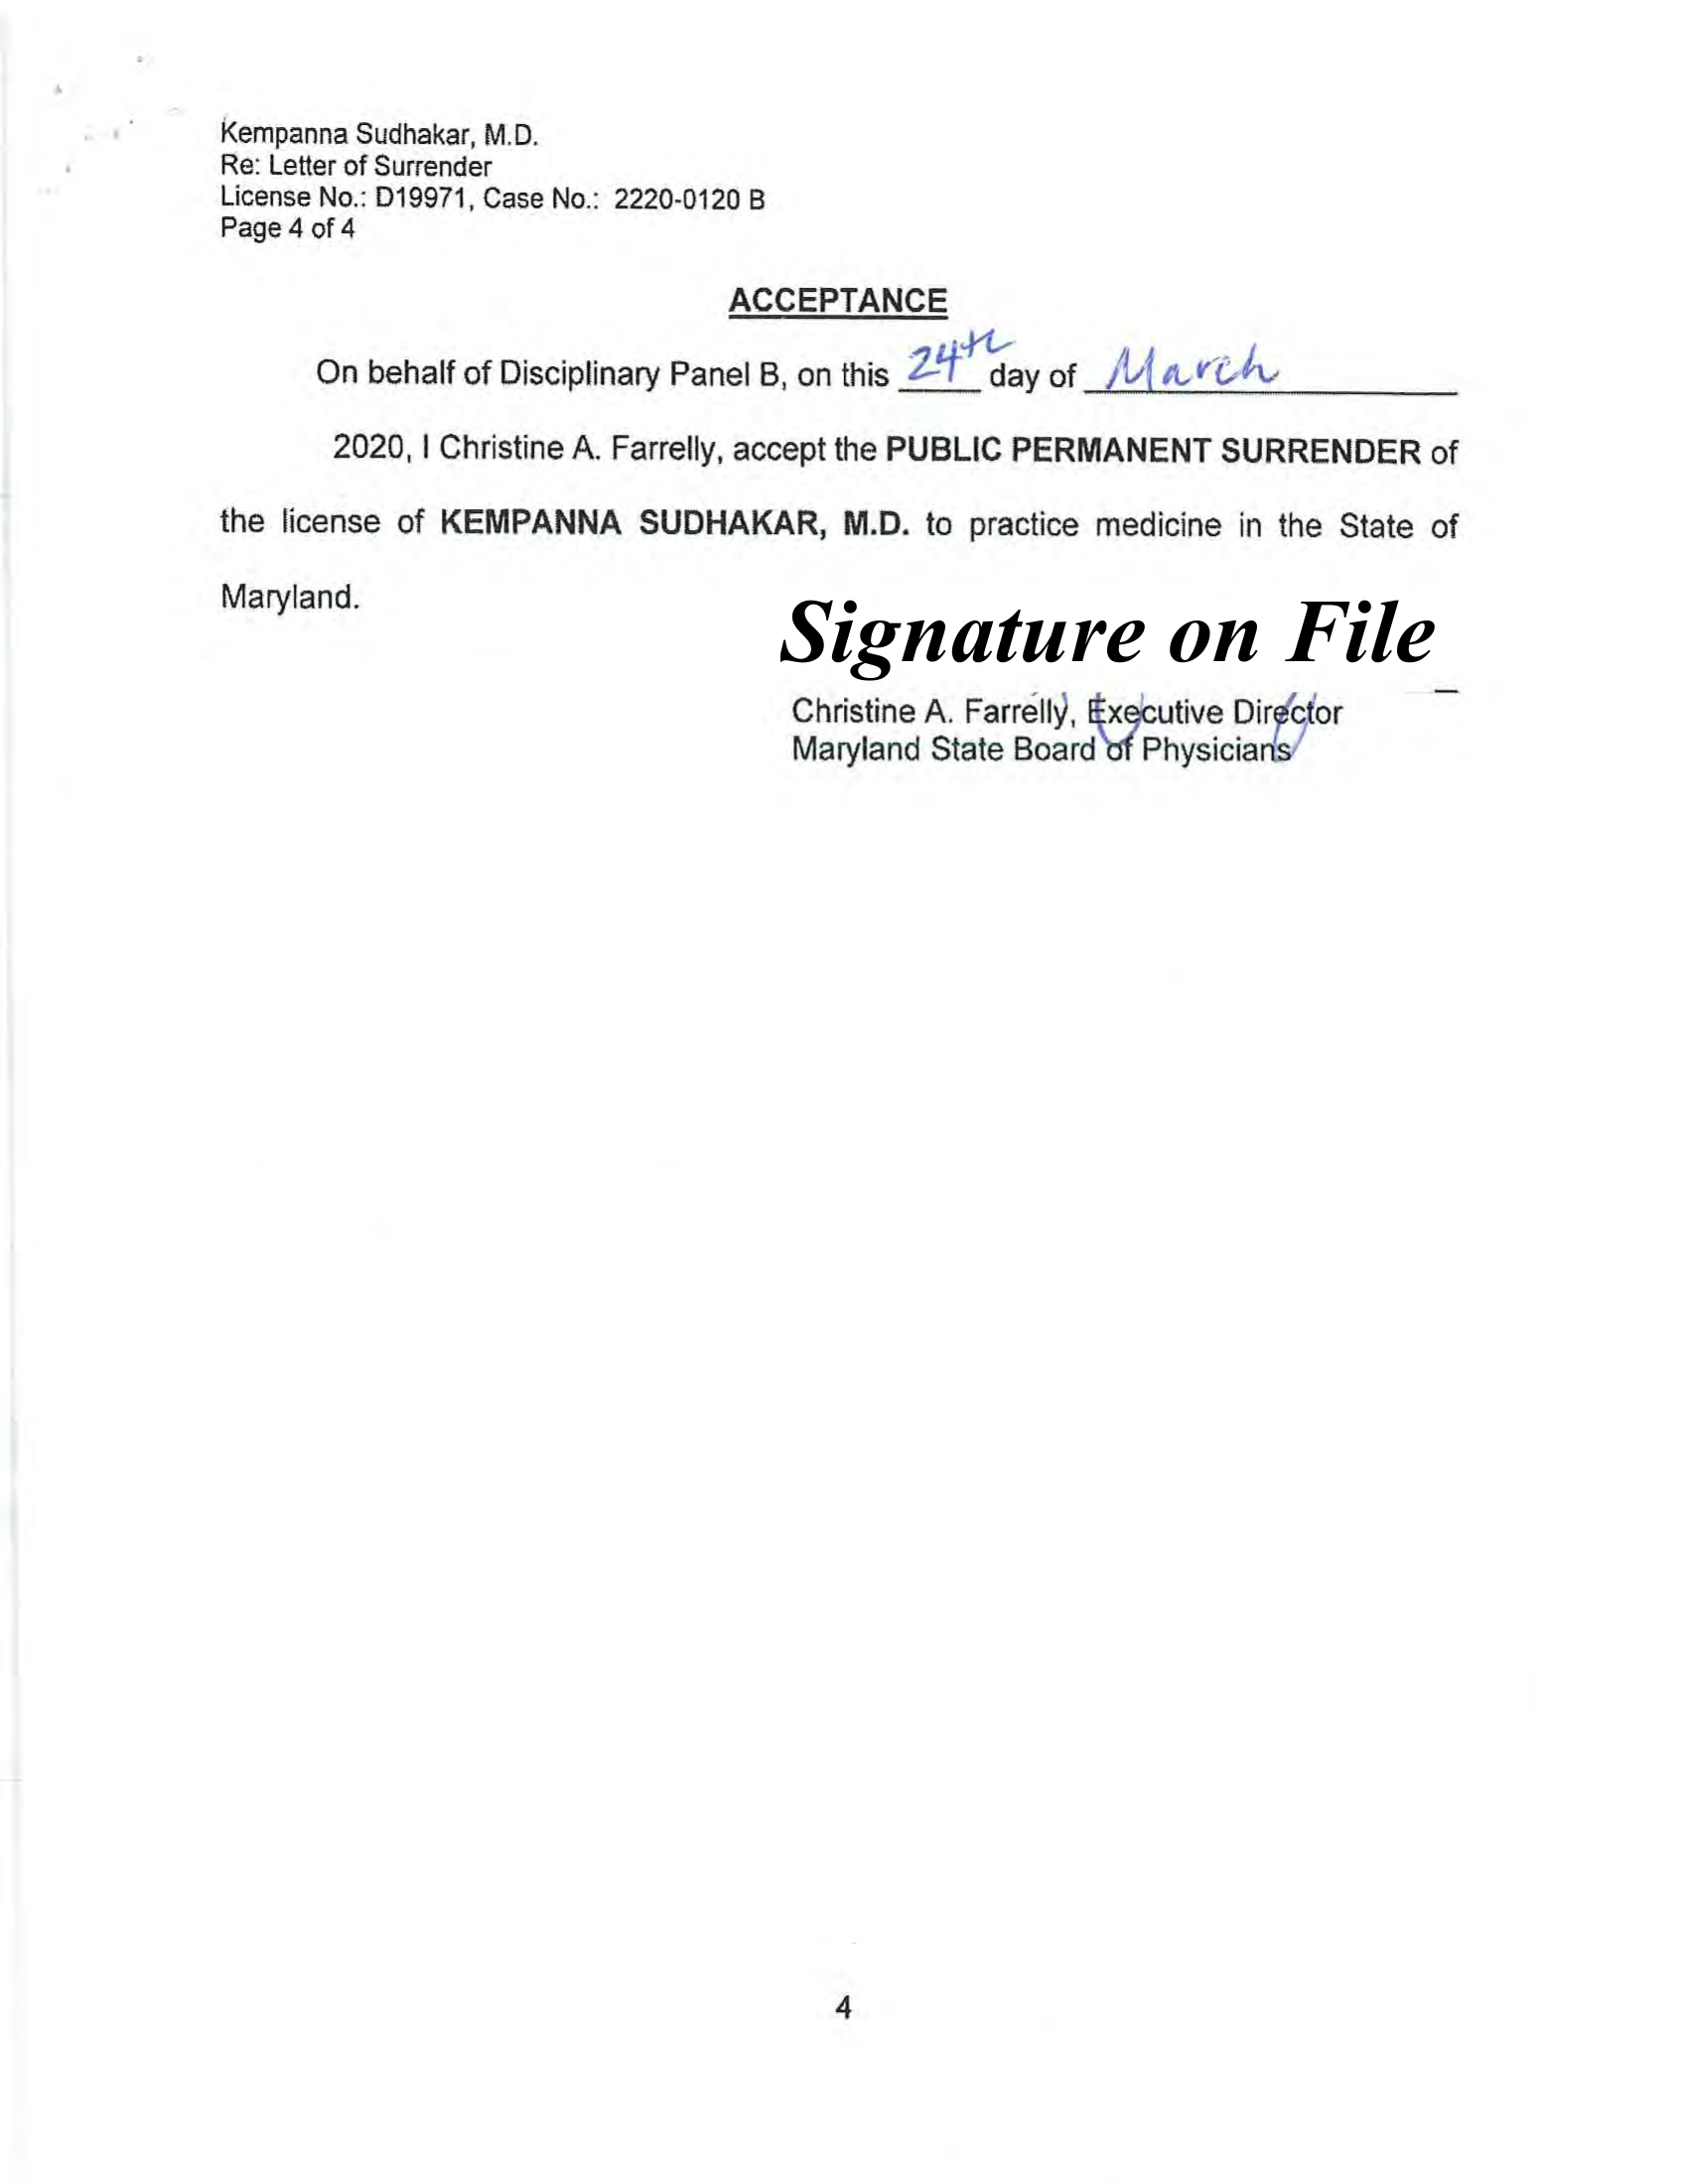 Kempanna Sudhakar, M.D.
Re: Letter of Surrender
License No.: D19971, Case No.: 2220-0120 B
Page 4 of 4
ACCEPTANCE
On behalf of Disciplinary Panel B, on this 24th day of March
2020, I Christine A. Farrelly, accept the PUBLIC PERMANENT SURRENDER of
the license of KEMPANNA SUDHAKAR, M.D. to practice medicine in the State of
Maryland.
Signature on File
Christine A. Farrelly, Executive Director
Maryland State Board of Physicians
4